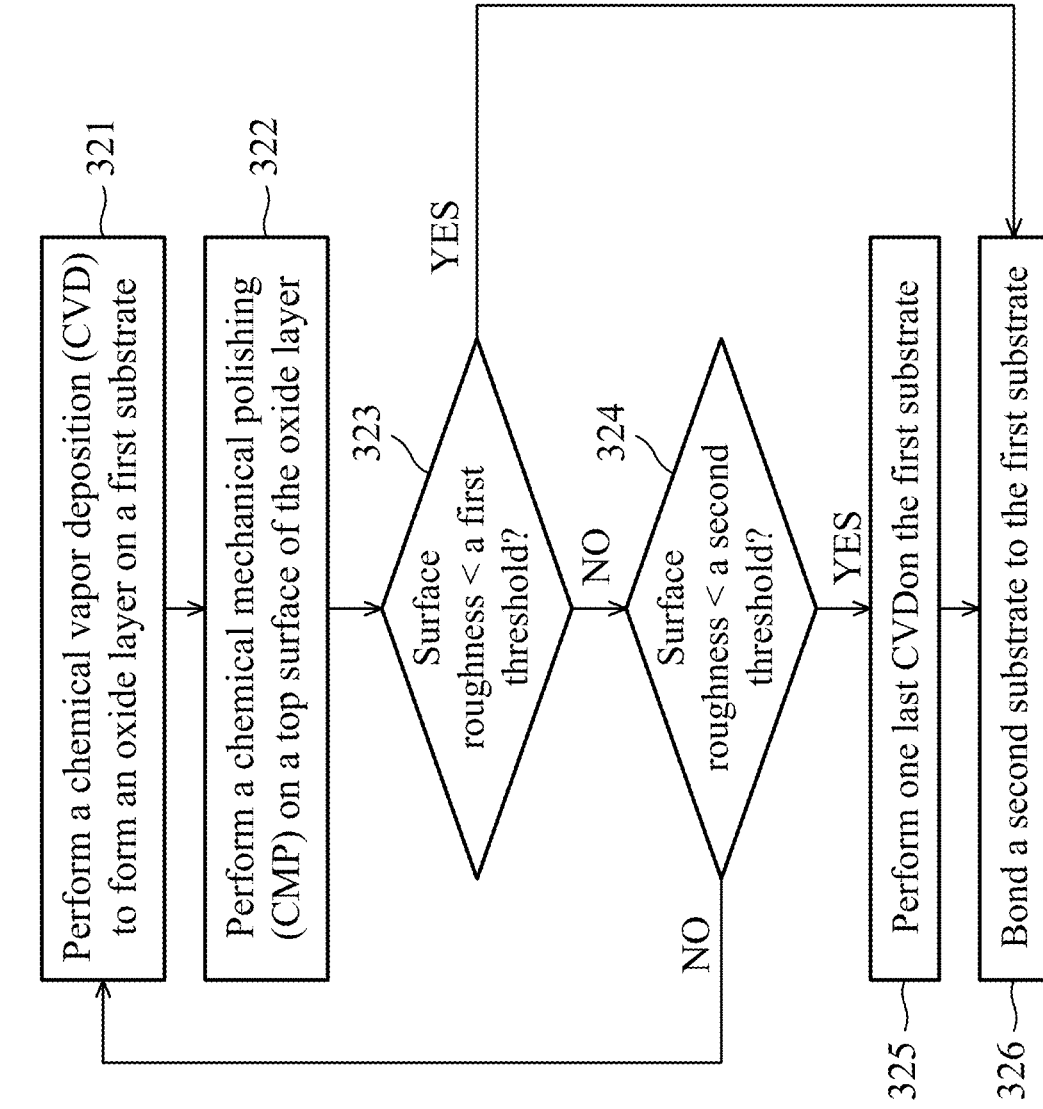 Perform a chemical vapor deposition (CVD)
to form an oxide layer on a first substrate
321
Perform a chemical mechanical polishing
(CMP) on a top surface of the oxide layer
322
323
Surface
roughness < a first
threshold?
YES
NO
324
Surface
roughness < a second
threshold?
NO
YES
325
Perform one last CVDon the first substrate
326
Bond a second substrate to the first substrate